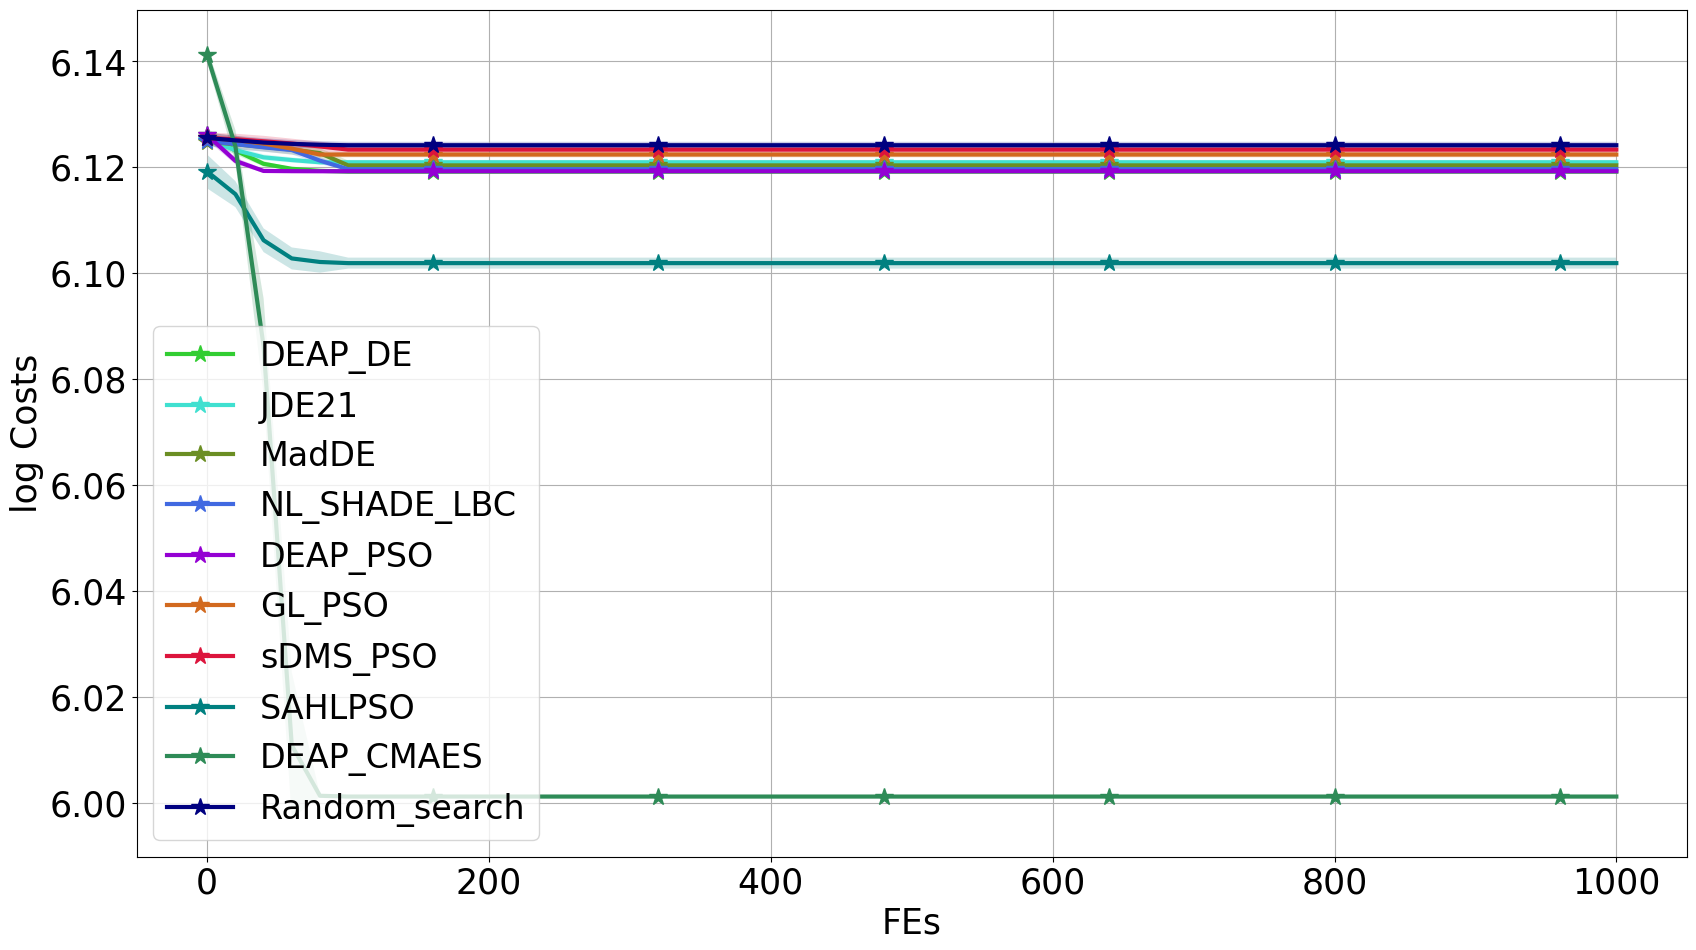 6.14
6.12
6.10
6.08
6.06
6.04
6.02
6.00
log Costs
DEAP_DE
JDE21
MadDE
NL_SHADE_LBC
DEAP_PSO
GL_PSO
sDMS_PSO
SAHLPSO
DEAP_CMAES
Random_search
0 200 400 600 800 1000
FEs